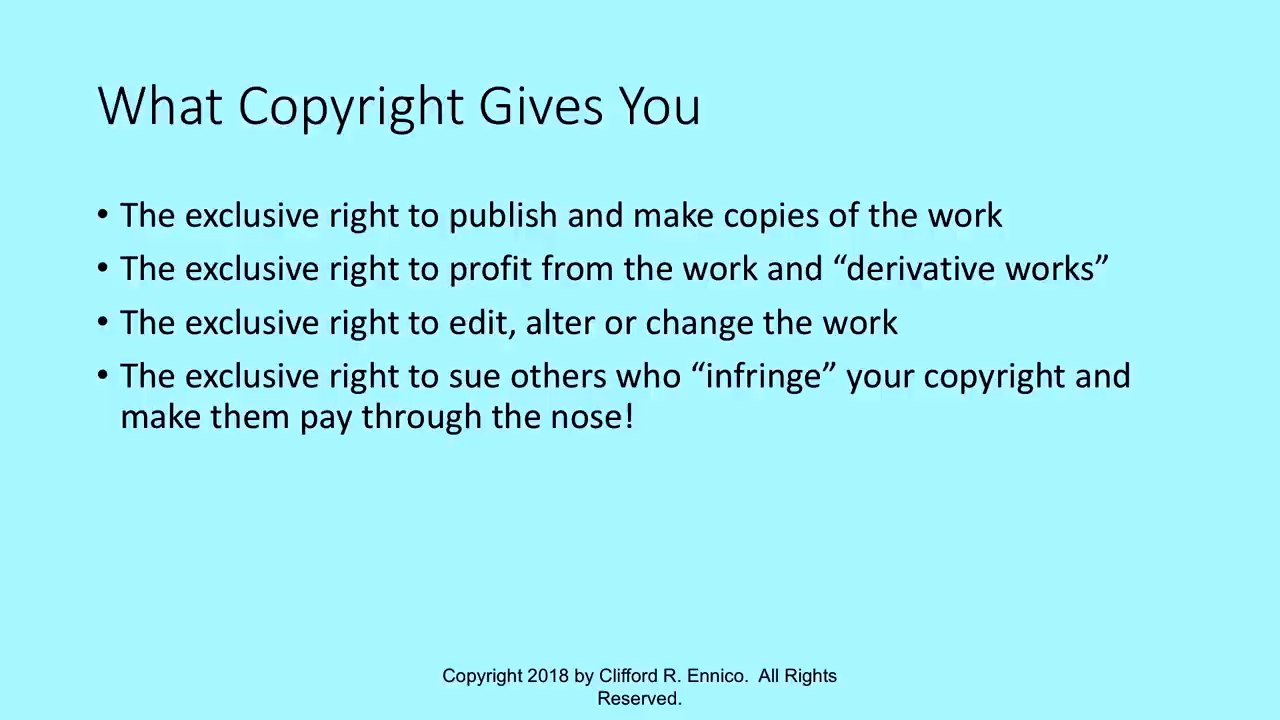 What Copyright Gives You
• The exclusive right to publish and make copies of the work
• The exclusive right to profit from the work and “derivative works”
• The exclusive right to edit, alter or change the work
• The exclusive right to sue others who “infringe” your copyright and
make them pay through the nose!
Copyright 2018 by Clifford R. Ennico.  All Rights
Reserved.